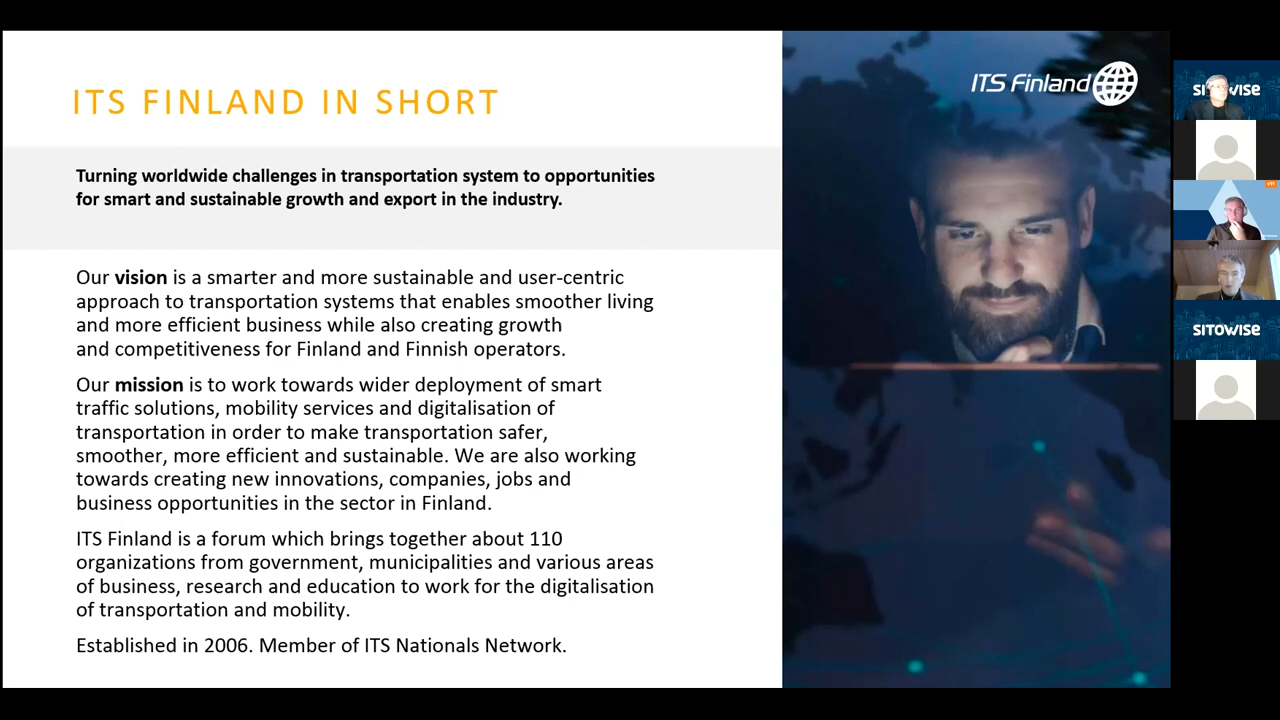 ITS FINLAND IN SHORT
Turning worldwide challenges in transportation system to opportunities
for smart and sustainable growth and export in the industry.
Our vision is a smarter and more sustainable and user-centric
approach to transportation systems that enables smoother living
and more efficient business while also creating growth
and competitiveness for Finland and Finnish operators.
Our mission is to work towards wider deployment of smart
traffic solutions, mobility services and digitalisation of
transportation in order to make transportation safer,
smoother, more efficient and sustainable. We are also working
towards creating new innovations, companies, jobs and
business opportunities in the sector in Finland.
ITS Finland is a forum which brings together about 110
organizations from government, municipalities and various areas
of business, research and education to work for the digitalisation
of transportation and mobility.
Established in 2006. Member of ITS Nationals Network.
ITS Finland
SITOWISE